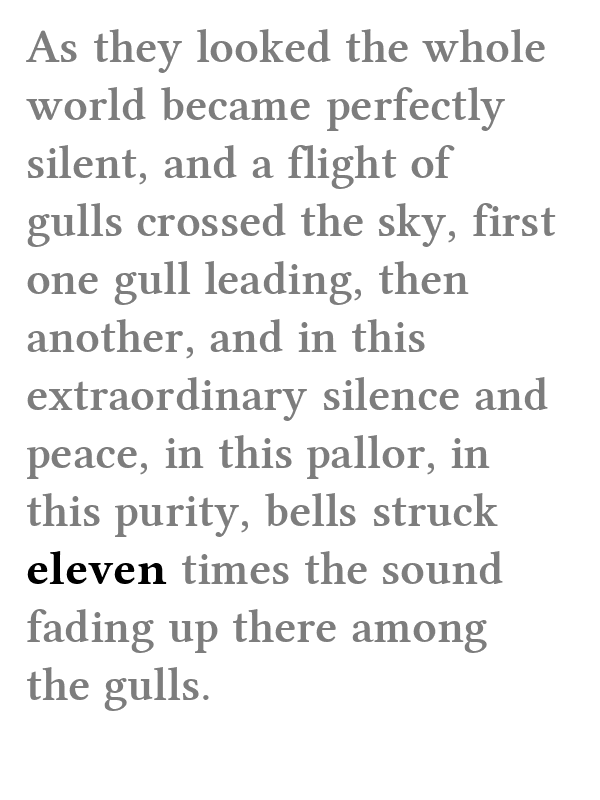 As they looked the whole
world became perfectly
silent, and a flight of
gulls crossed the sky, first
one gull leading, then
another, and in this
extraordinary silence and
peace, in this pallor, in
this purity, bells struck
eleven times the sound
fading up there among
the gulls.